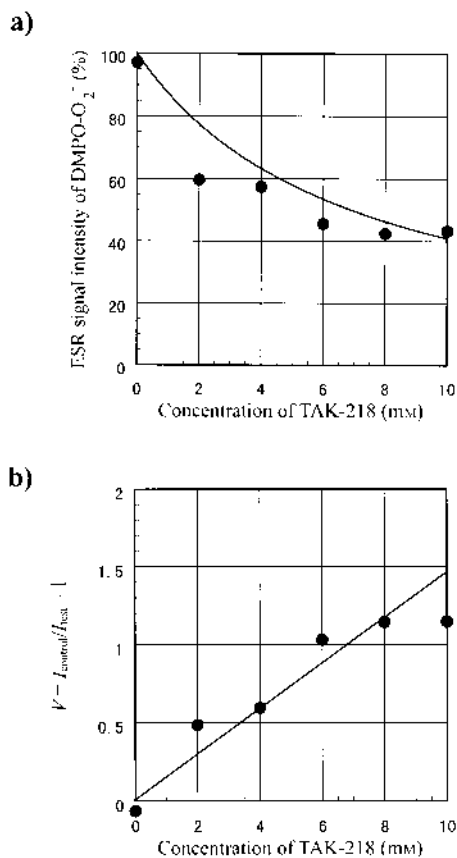 a)
ESR signal intensity of DMPO-O2- (%)
100
80
60
40
20
0
0 2 4 6 8 10
Concentration of TAK-218 (mM)
b)
V = Icontrol/Itest - 1
2
1.5
1
0.5
0
0 2 4 6 8 10
Concentration of TAK-218 (mM)